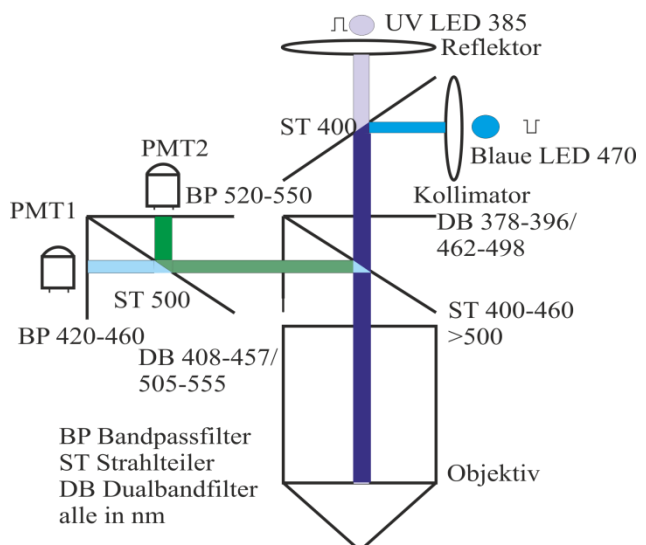 UV LED 385
Reflektor
ST 400
Blaue LED 470
PMT2
BP 520-550
Kollimator
PMT1
DB 378-396/
462-498
ST 500
ST 400-460
>500
BP 420-460
DB 408-457/
505-555
BP Bandpassfilter
ST Strahlteiler
DB Dualbandfilter
alle in nm
Objektiv